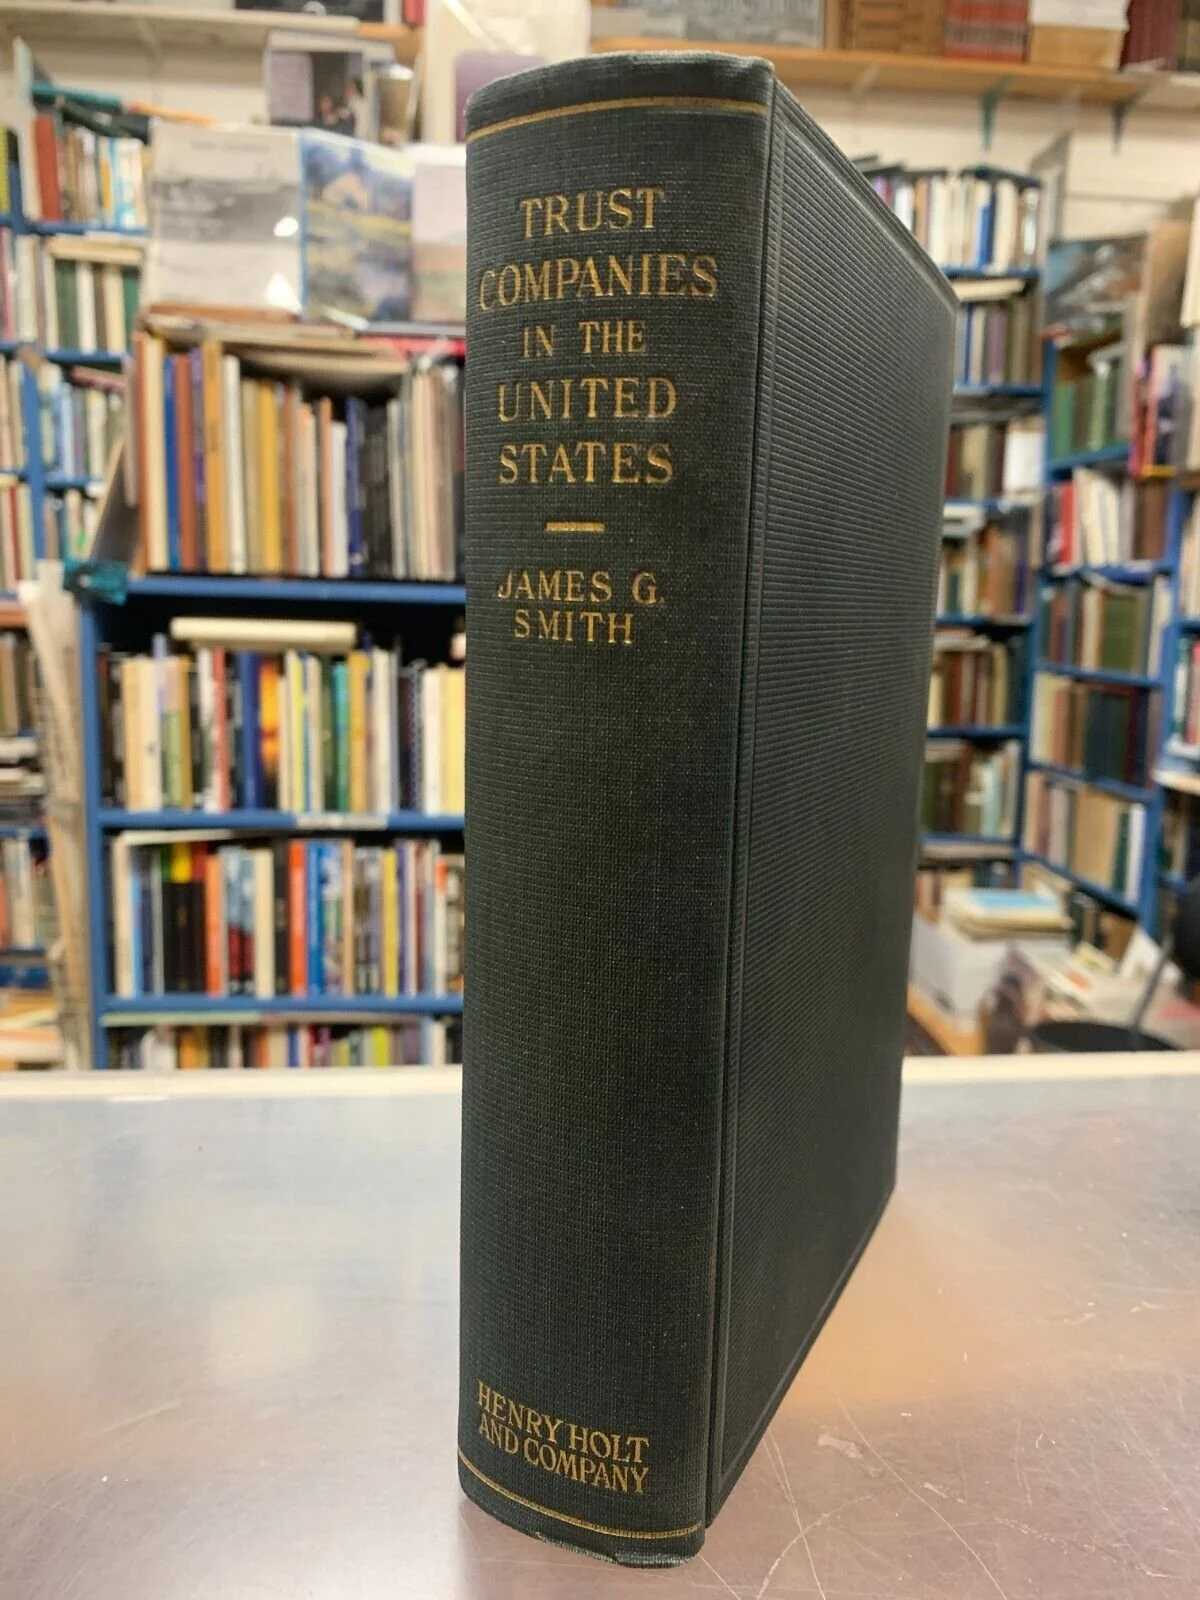 TRUST
COMPANIES
IN THE
UNITED
STATES
JAMES G.
SMITH
HENRY HOLT
AND COMPANY